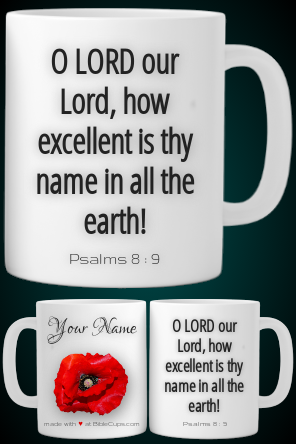 O LORD our
Lord, how
excellent is thy
name in all the
earth!
Psalms 8 : 9
Your Name
made with ♥ at BibleCups.com
O LORD our
Lord, how
excellent is thy
name in all the
earth!
Psalms 8 : 9